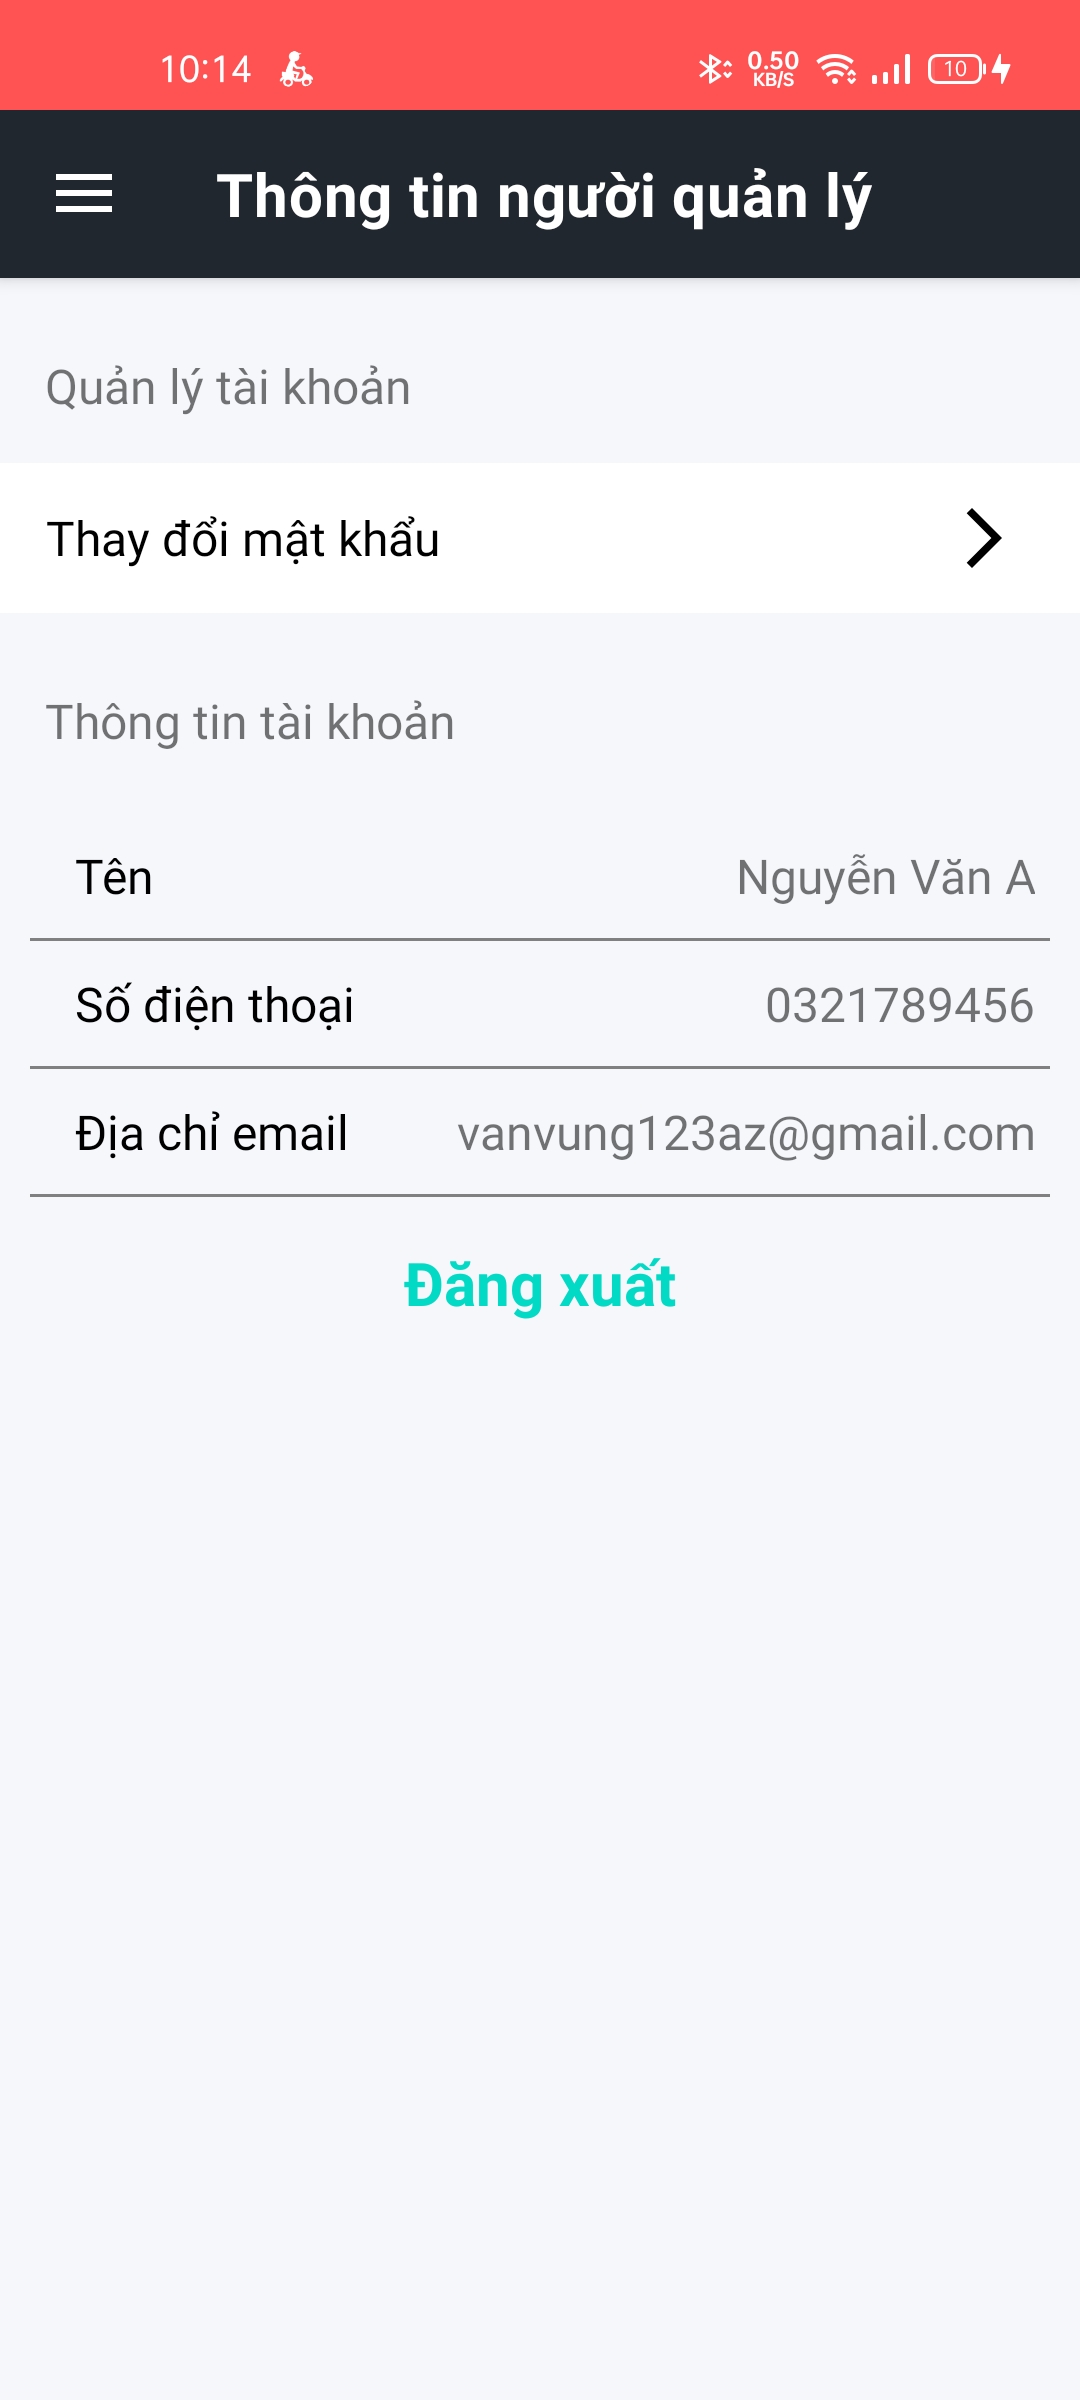 10:14
0.50
KB/S
10
Thông tin người quản lý
Quản lý tài khoản
Thay đổi mật khẩu
Thông tin tài khoản
Tên Nguyễn Văn A
Số điện thoại 0321789456
Địa chỉ email vanvung123az@gmail.com
Đăng xuất